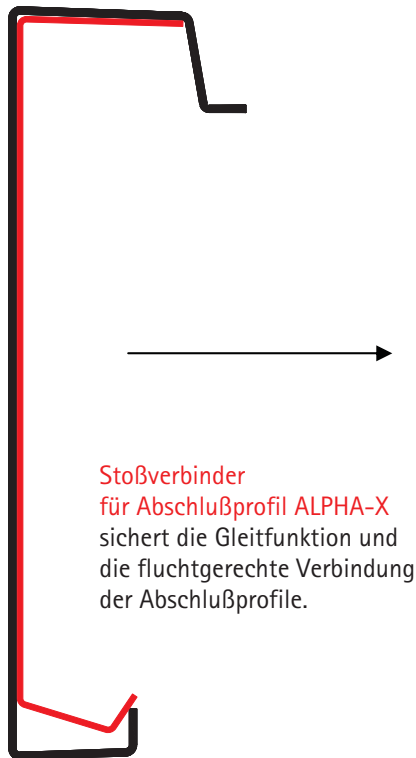 Stoßverbinder
für Abschlußprofil ALPHA-X
sichert die Gleitfunktion und
die fluchtgerechte Verbindung
der Abschlußprofile.